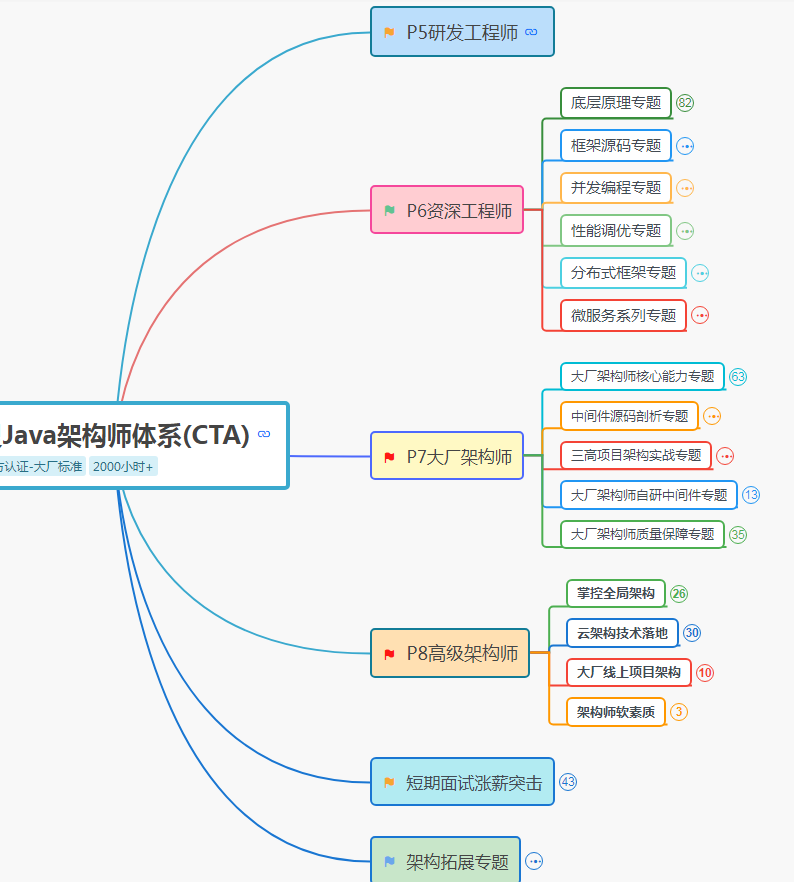 P5研发工程师
底层原理专题 82
框架源码专题
并发编程专题
P6资深工程师
性能调优专题
分布式框架专题
微服务系列专题
大厂架构师核心能力专题 63
中间件源码剖析专题
Java架构师体系(CTA)
P7大厂架构师
三高项目架构实战专题
方认证-大厂标准 2000小时+
大厂架构师自研中间件专题 13
大厂架构师质量保障专题 35
掌控全局架构 26
云架构技术落地 30
P8高级架构师
大厂线上项目架构 10
架构师软素质 3
短期面试涨薪突击 43
架构拓展专题